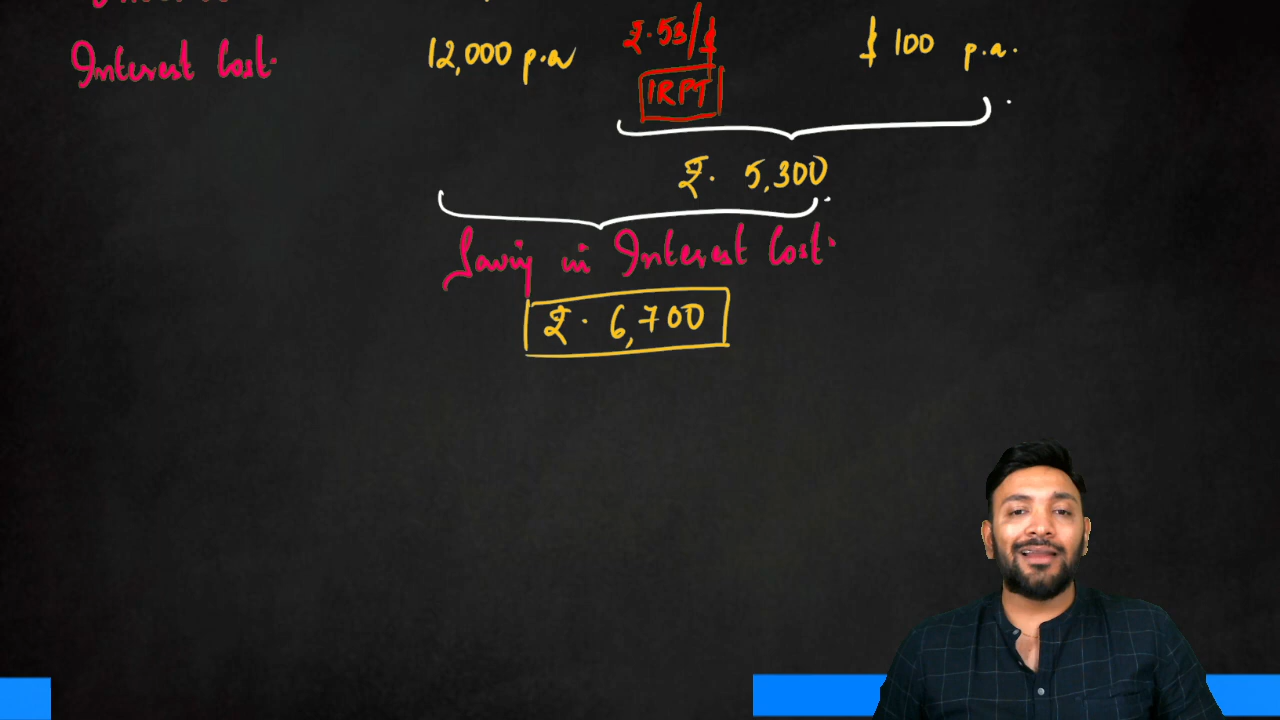 Interest Cost.
12,000 p.a
₹.53/$
$ 100 p.a.
IRPT
₹. 5,300
Saving in Interest Cost.
₹. 6,700